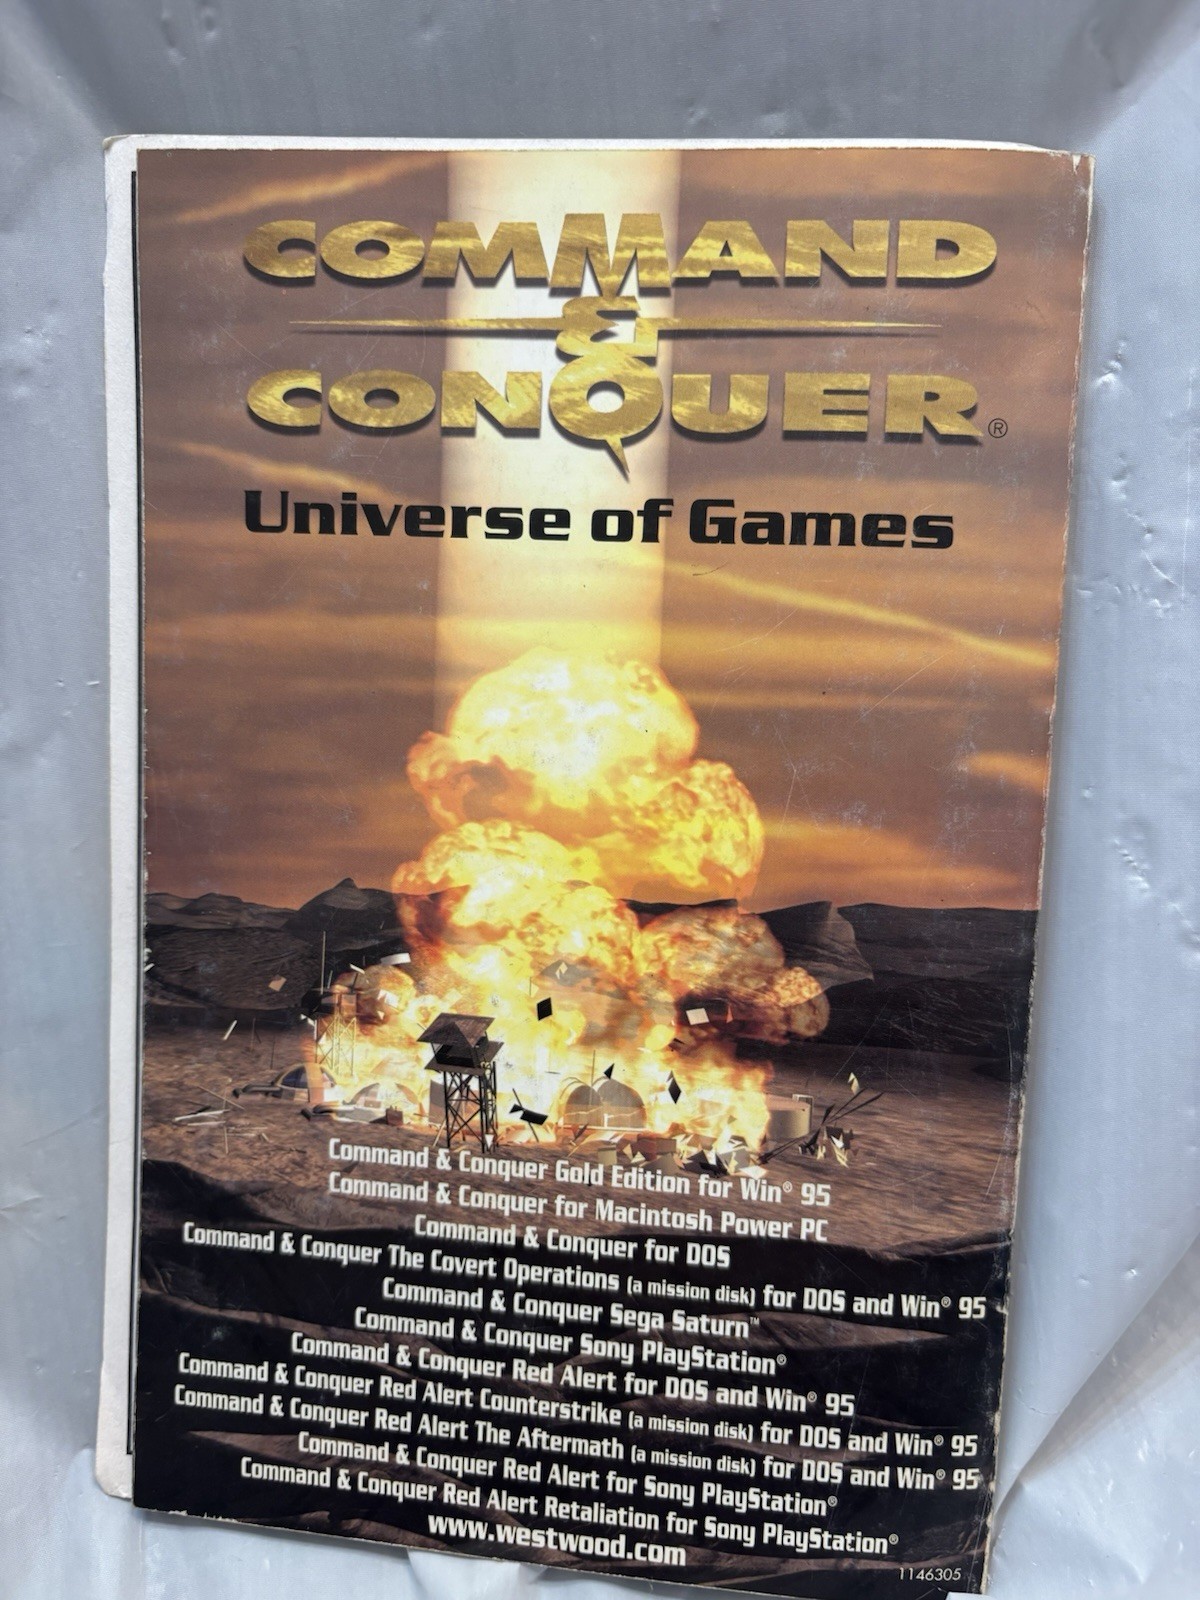 COMMAND
&
CONQUER®
Universe of Games
Command & Conquer Gold Edition for Win® 95
Command & Conquer for Macintosh Power PC
Command & Conquer for DOS
Command & Conquer The Covert Operations (a mission disk) for DOS and Win® 95
Command & Conquer Sega Saturn™
Command & Conquer Sony PlayStation®
Command & Conquer Red Alert for DOS and Win® 95
Command & Conquer Red Alert Counterstrike (a mission disk) for DOS and Win® 95
Command & Conquer Red Alert The Aftermath (a mission disk) for DOS and Win® 95
Command & Conquer Red Alert for Sony PlayStation®
Command & Conquer Red Alert Retaliation for Sony PlayStation®
www.westwood.com
1146305